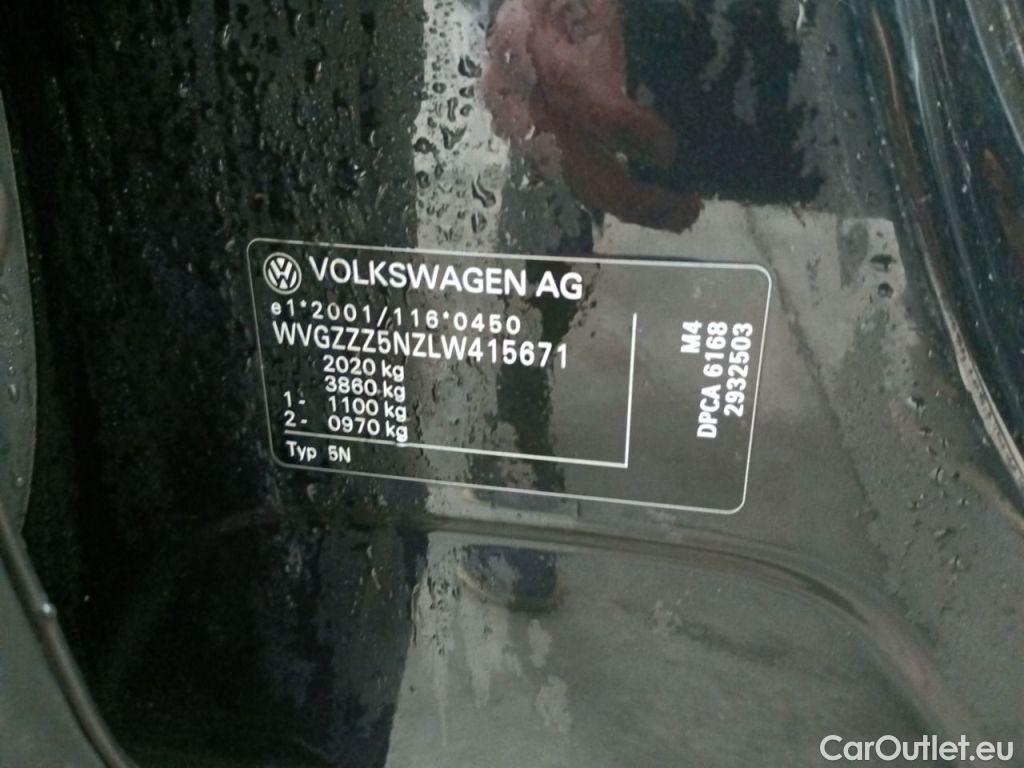 VOLKSWAGEN AG
e1*2001/116*0450
WVGZZZ5NZLW415671
2020 kg
3860 kg
1- 1100 kg
2- 0970 kg
Typ 5N
M4
DPCA 6168
2932503
CarOutlet.eu